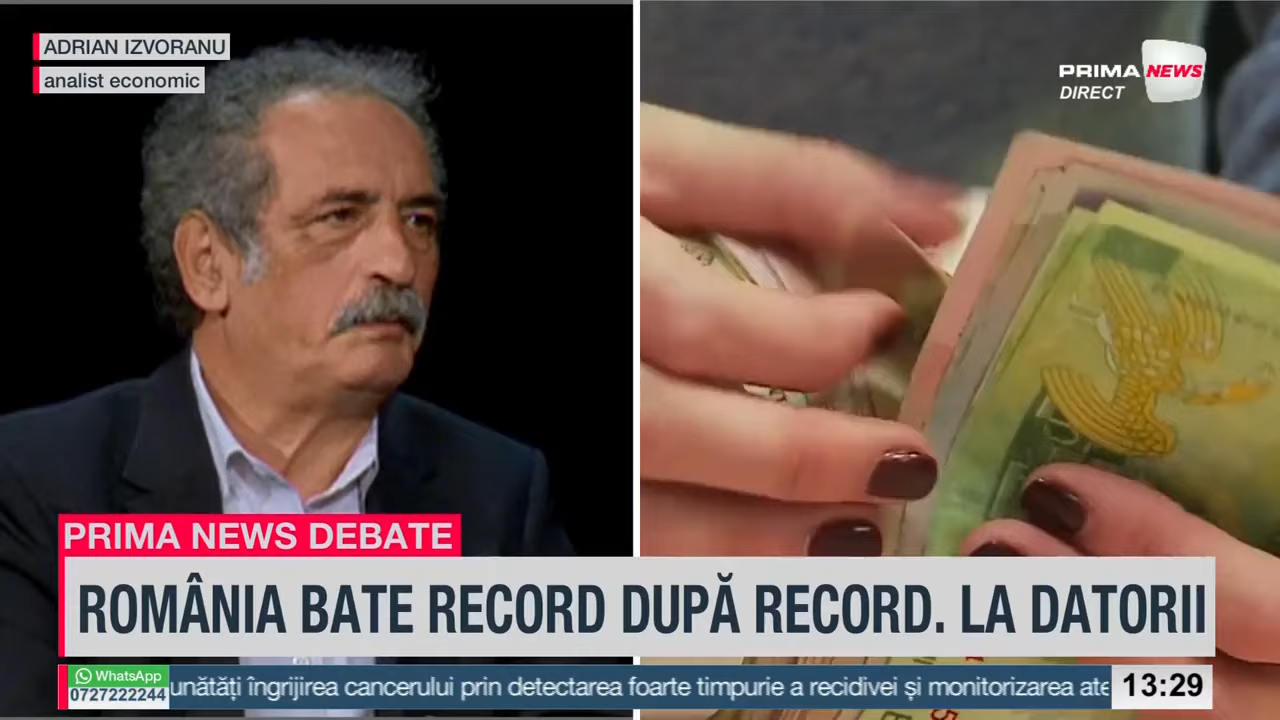 ADRIAN IZVORANU
analist economic
PRIMA NEWS
DIRECT
PRIMA NEWS DEBATE
ROMÂNIA BATE RECORD DUPĂ RECORD. LA DATORII
WhatsApp
0727222244
unătăți îngrijirea cancerului prin detectarea foarte timpurie a recidivei și monitorizarea ate
13:29